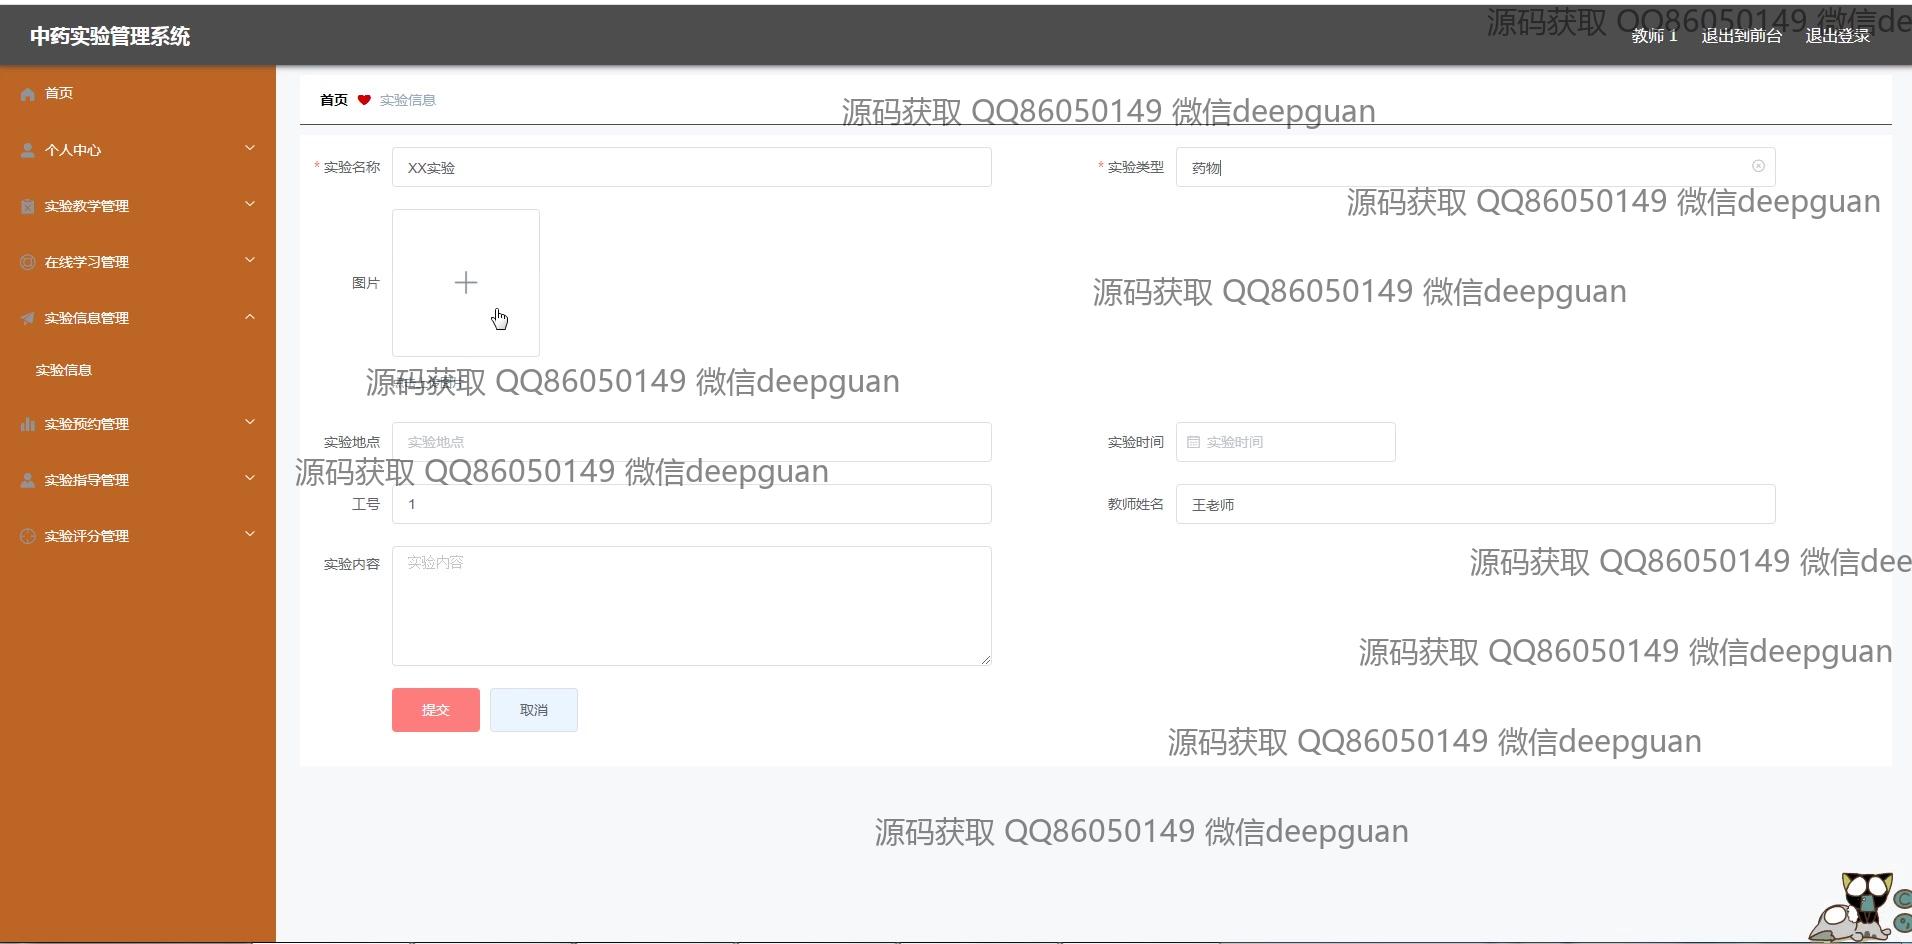 中药实验管理系统
源码获取 QQ86050149 微信de
教师 1 退出到前台 退出登录
首页
个人中心
实验教学管理
在线学习管理
实验信息管理
实验信息
实验预约管理
实验指导管理
实验评分管理
首页 实验信息
源码获取 QQ86050149 微信deepguan
* 实验名称 XX实验
* 实验类型 药物
源码获取 QQ86050149 微信deepguan
图片
源码获取 QQ86050149 微信deepguan
源码获取 QQ86050149 微信deepguan
实验地点 实验地点
实验时间 实验时间
源码获取 QQ86050149 微信deepguan
工号 1
教师姓名 王老师
实验内容 实验内容
源码获取 QQ86050149 微信dee
源码获取 QQ86050149 微信deepguan
提交 取消
源码获取 QQ86050149 微信deepguan
源码获取 QQ86050149 微信deepguan